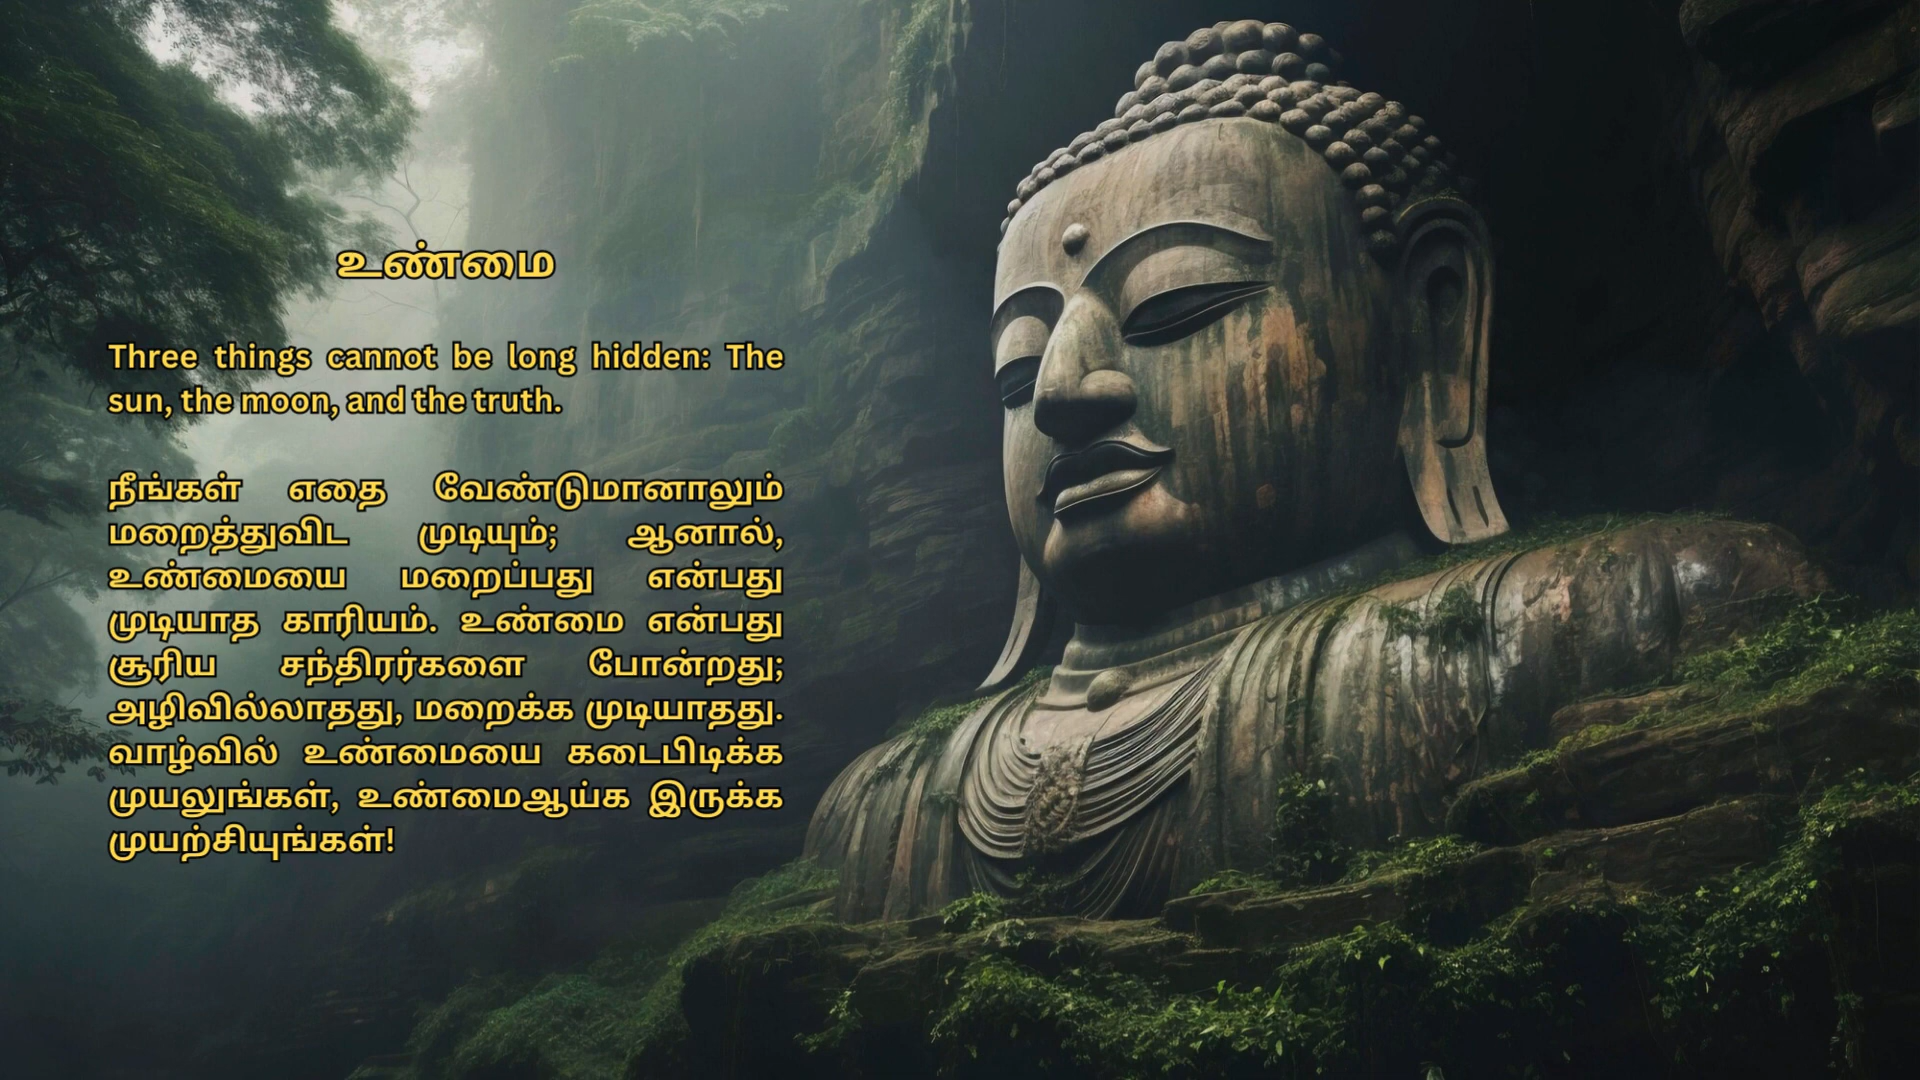 உண்மை
Three things cannot be long hidden: The
sun, the moon, and the truth.
நீங்கள் எதை வேண்டுமானாலும்
மறைத்துவிட முடியும்; ஆனால்,
உண்மையை மறைப்பது என்பது
முடியாத காரியம். உண்மை என்பது
சூரிய சந்திரர்களை போன்றது;
அழிவில்லாதது, மறைக்க முடியாதது.
வாழ்வில் உண்மையை கடைபிடிக்க
முயலுங்கள், உண்மைஆய்க இருக்க
முயற்சியுங்கள்!